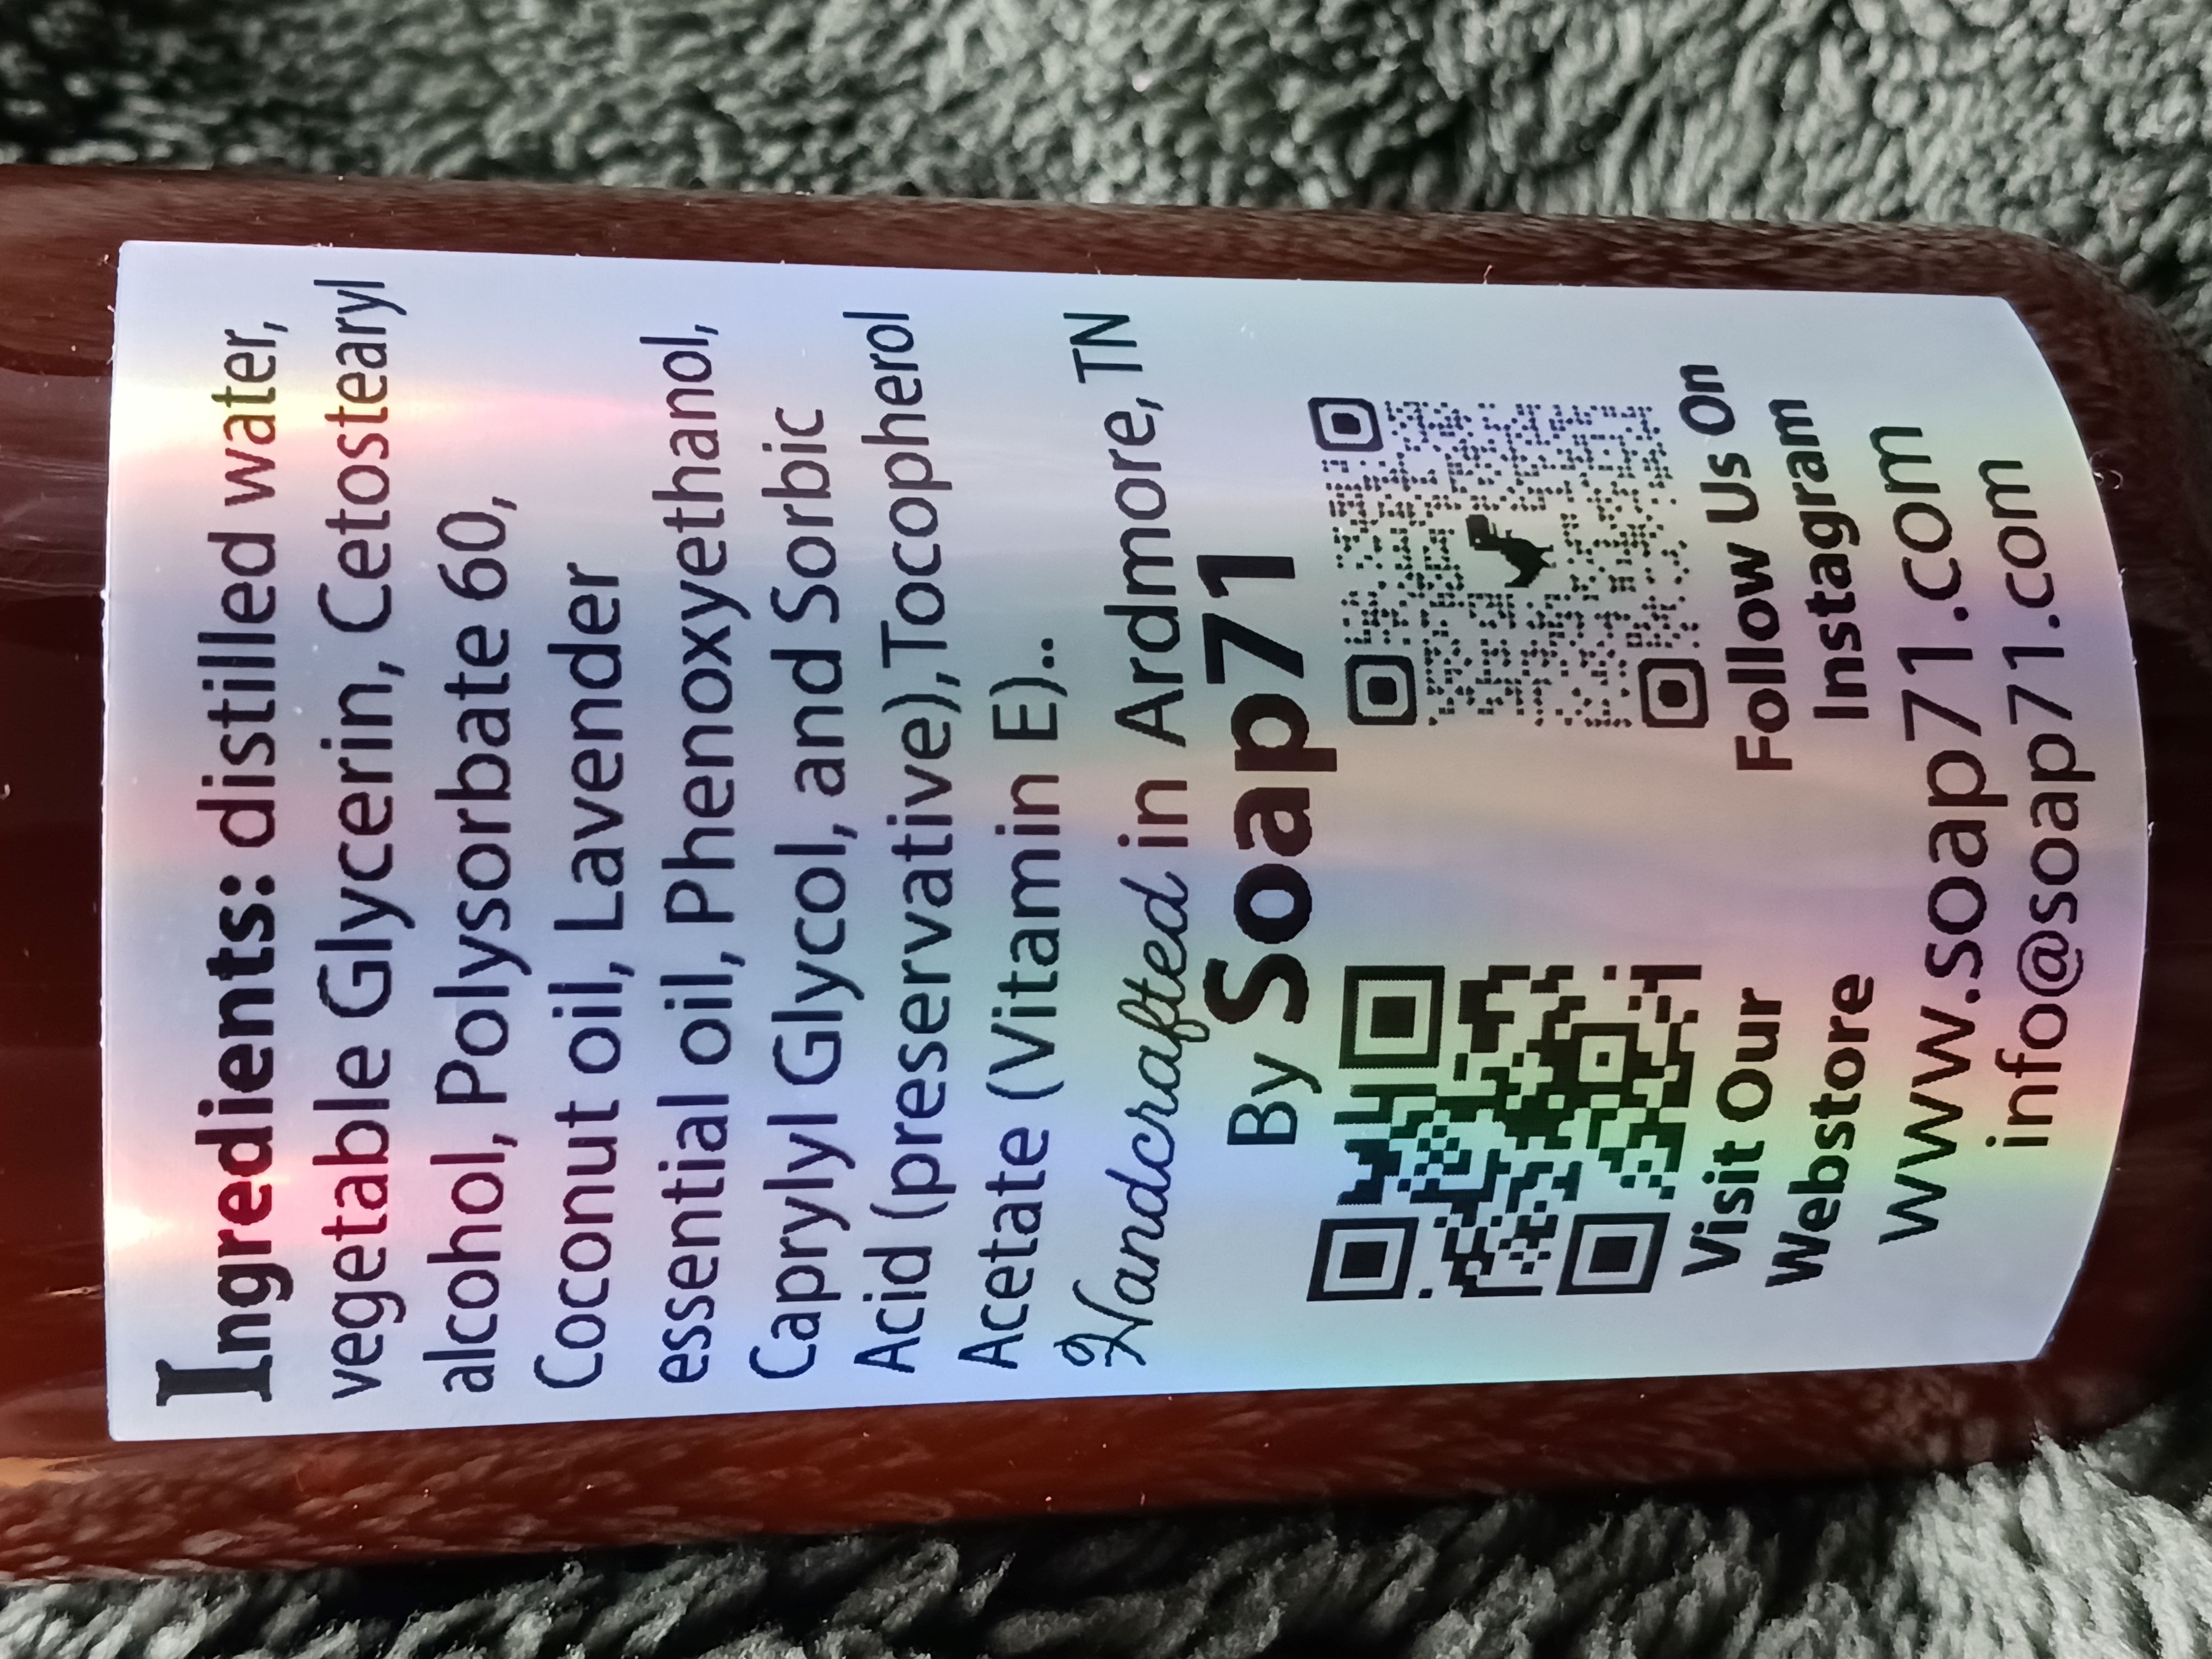 Ingredients: distilled water,
vegetable Glycerin, Cetostearyl
alcohol, Polysorbate 60,
Coconut oil, Lavender
essential oil, Phenoxyethanol,
Caprylyl Glycol, and Sorbic
Acid (preservative),Tocopherol
Acetate (Vitamin E)..
Handcrafted in Ardmore, TN
By Soap71
Visit Our
Webstore
Follow Us On
Instagram
www.soap71.com
info@soap71.com